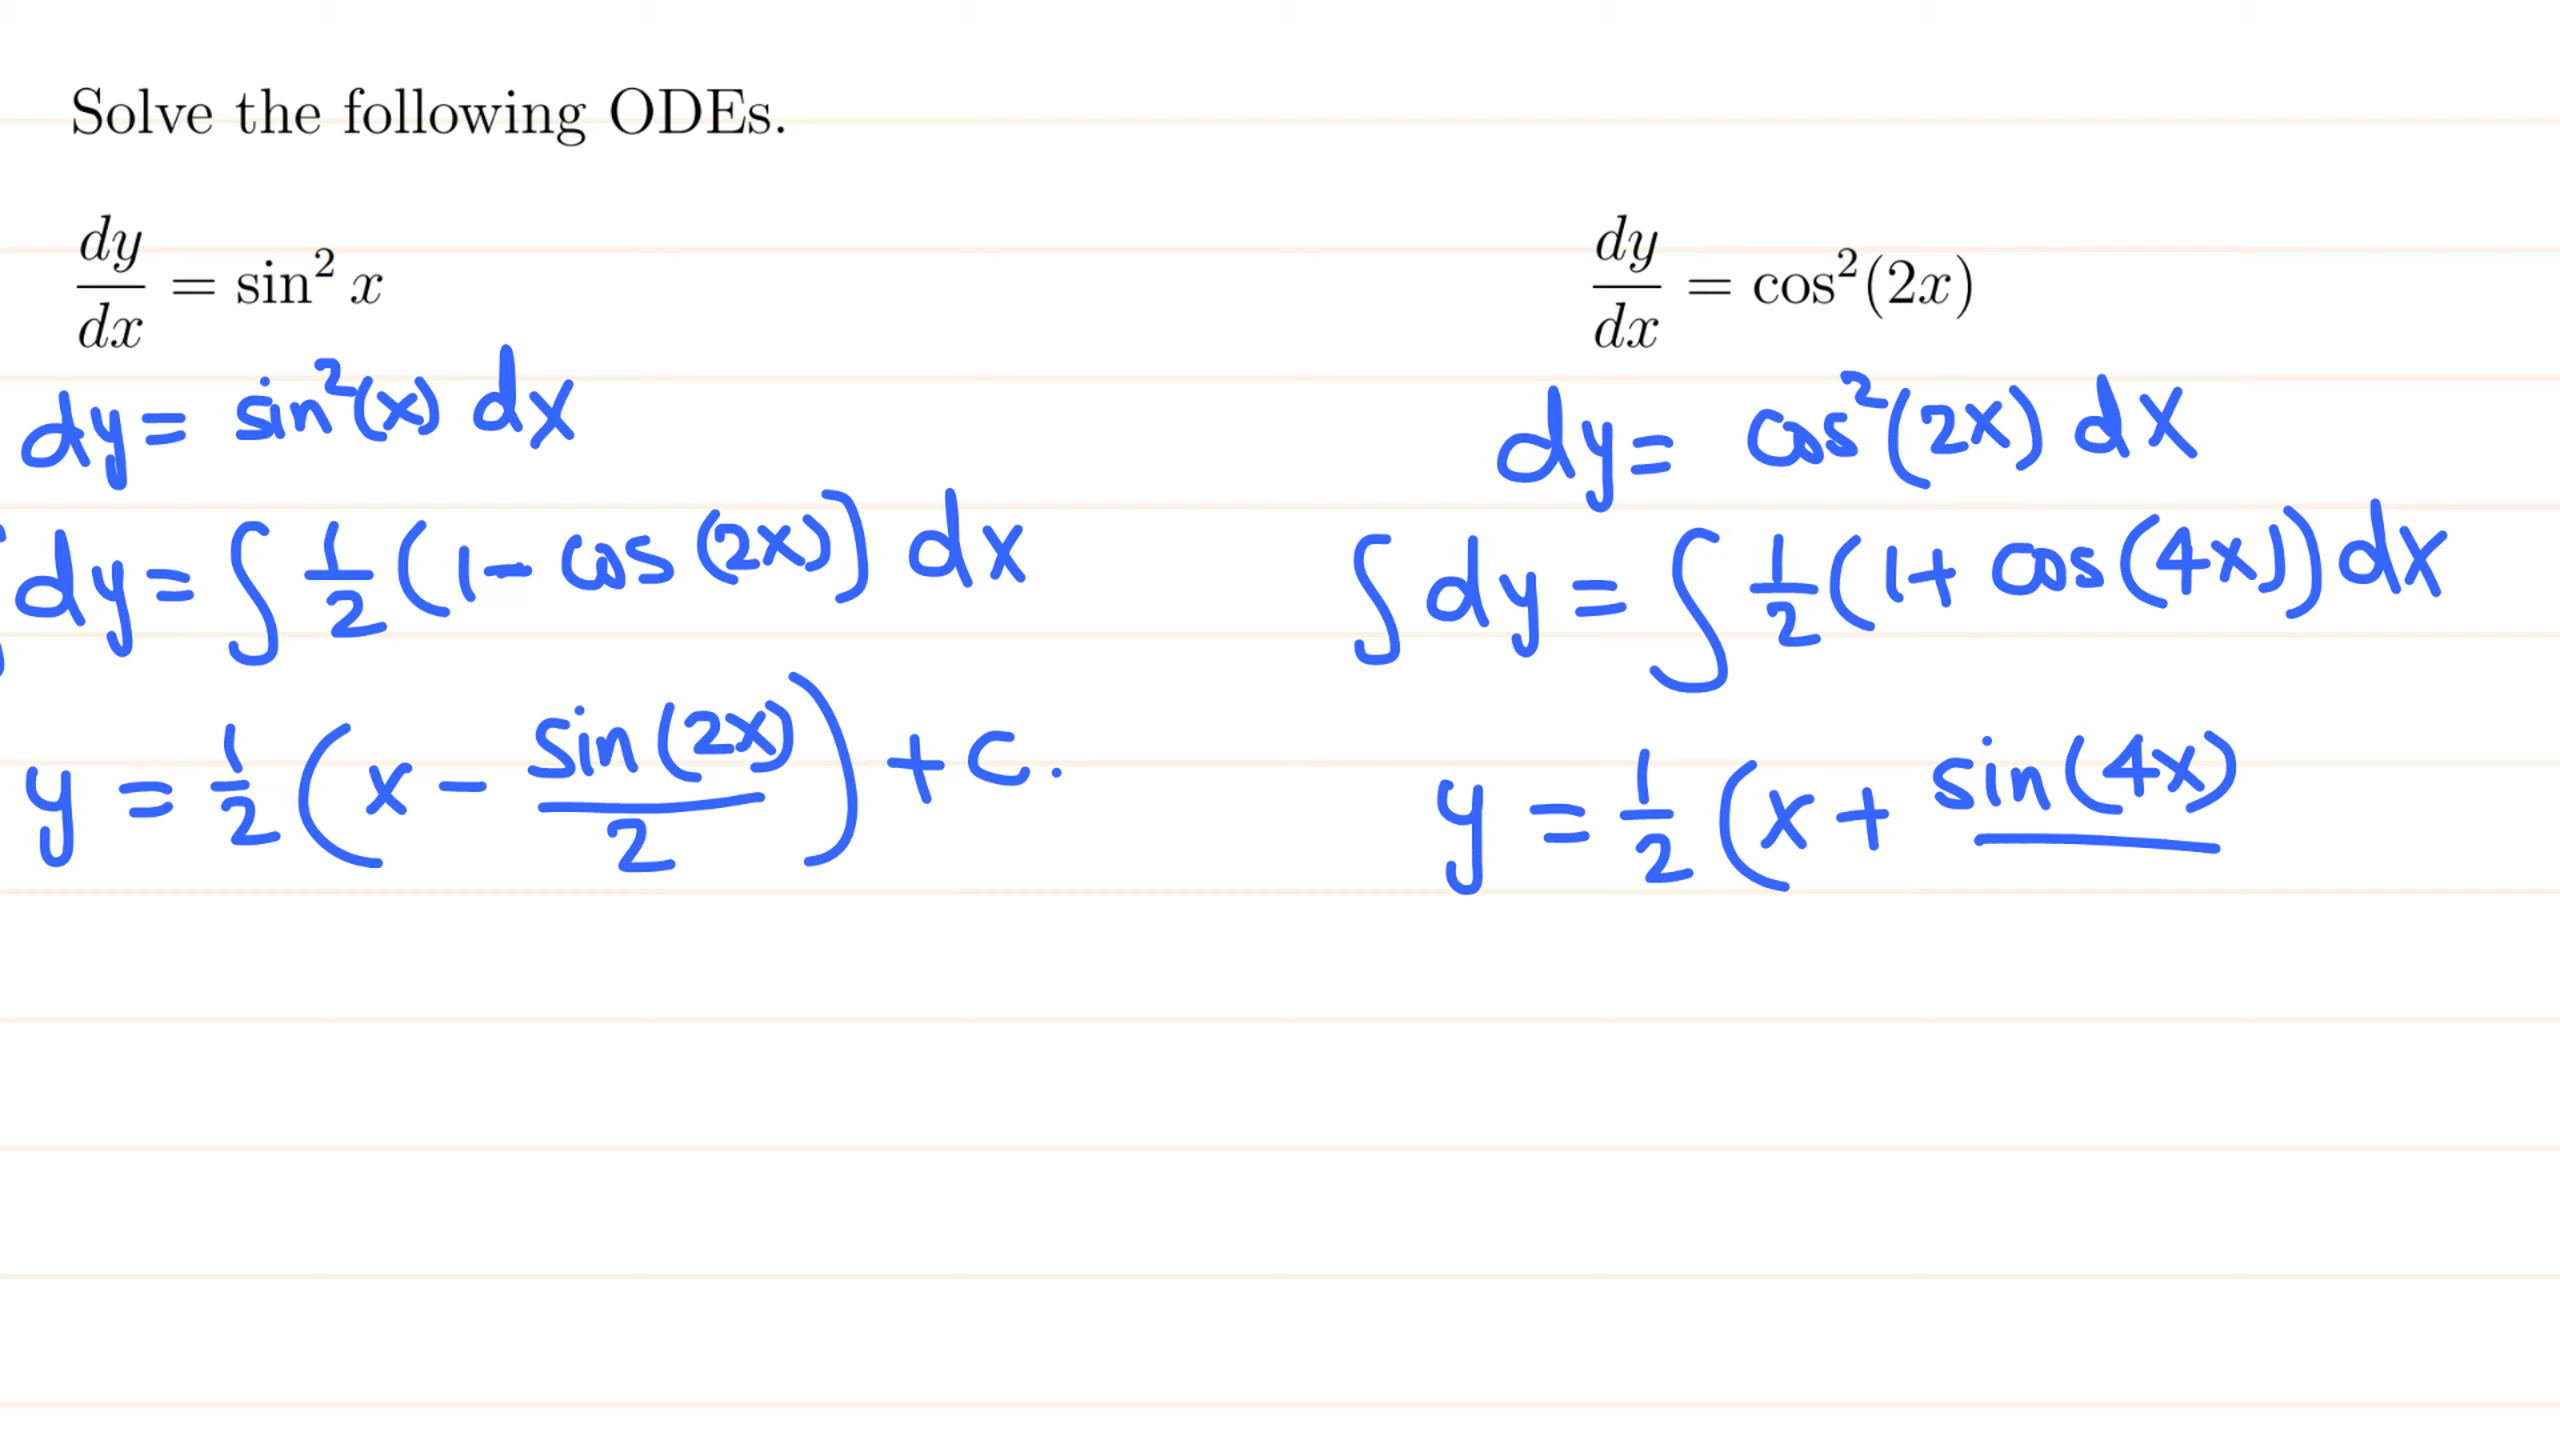 Solve the following ODEs.
dy/dx = sin² x
dy = sin²(x) dx
∫ dy = ∫ 1/2 (1 - cos(2x)) dx
y = 1/2 (x - sin(2x)/2) + C.
dy/dx = cos²(2x)
dy = cos²(2x) dx
∫ dy = ∫ 1/2 (1 + cos(4x)) dx
y = 1/2 (x + sin(4x)/